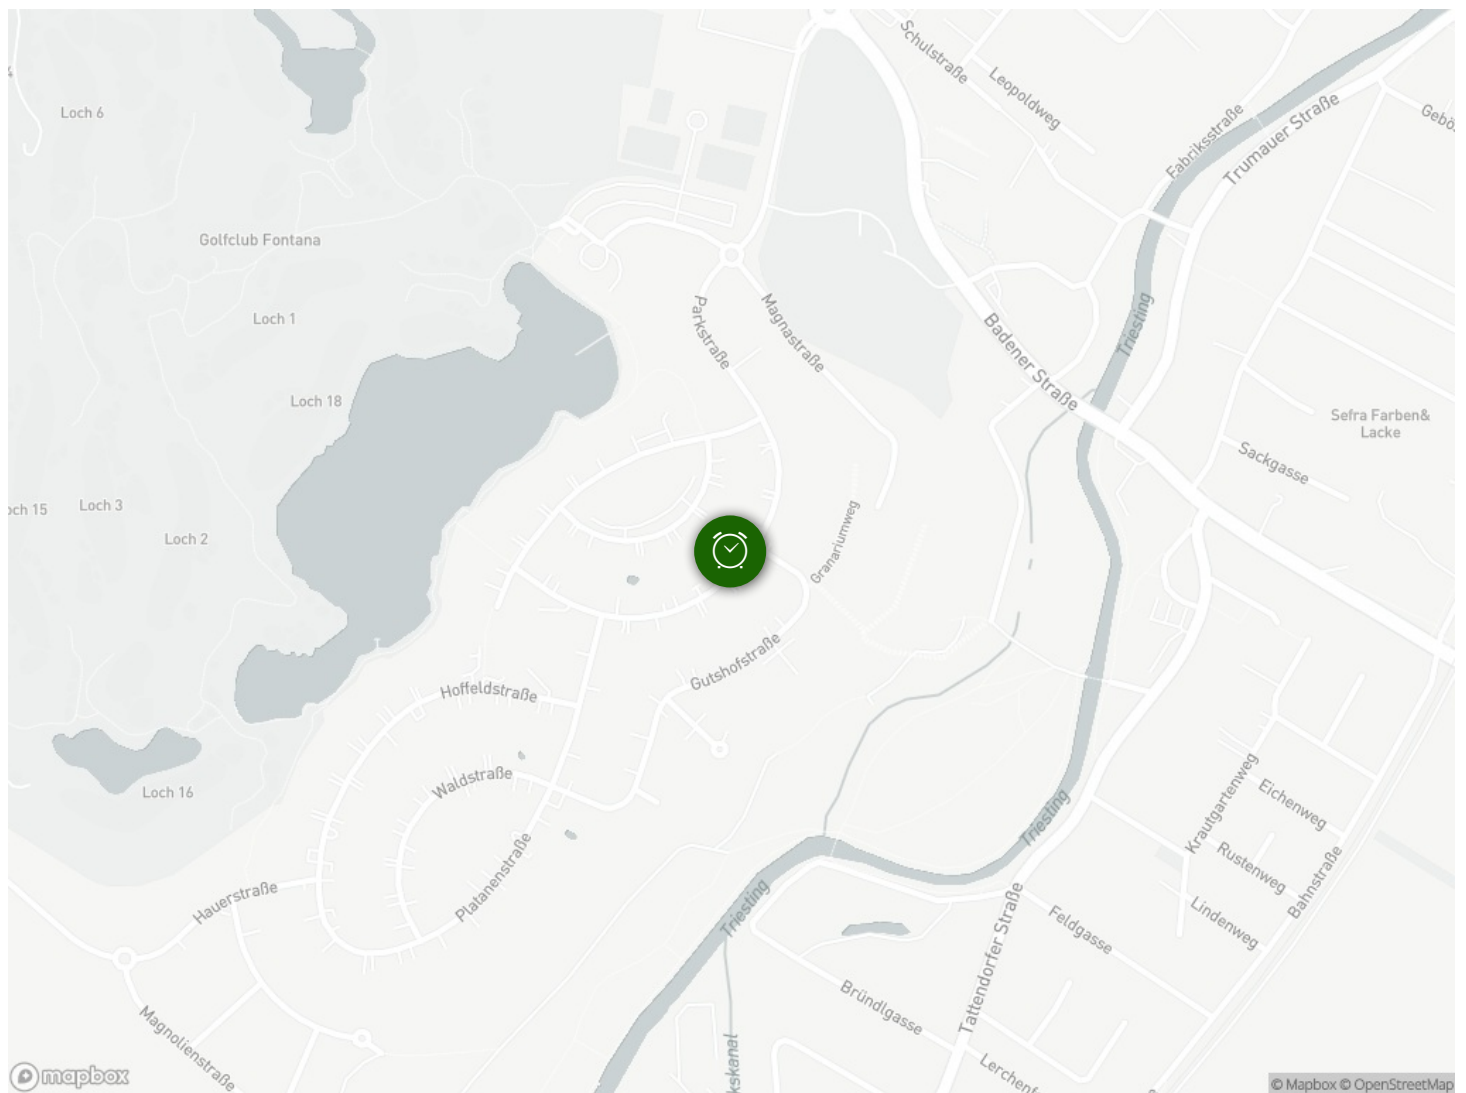 Schulstraße
Leopoldweg
Loch 6
Fabriksstraße
Trumauer Straße
Golfclub Fontana
Loch 1
Parkstraße
Magnastraße
Badener Straße
Triesting
Loch 18
Sefra Farben&
Lacke
Sackgasse
Loch 3
Loch 2
Granariumweg
Gutshofstraße
Hoffeldstraße
Waldstraße
Loch 16
Platanenstraße
Hauerstraße
Triesting
Krautgartenweg
Eichenweg
Rustenweg
Lindenweg
Bahnstraße
Triesting
Feldgasse
Tattendorfer Straße
Bründlgasse
Magnolienstraße
mapbox
© Mapbox © OpenStreetMap